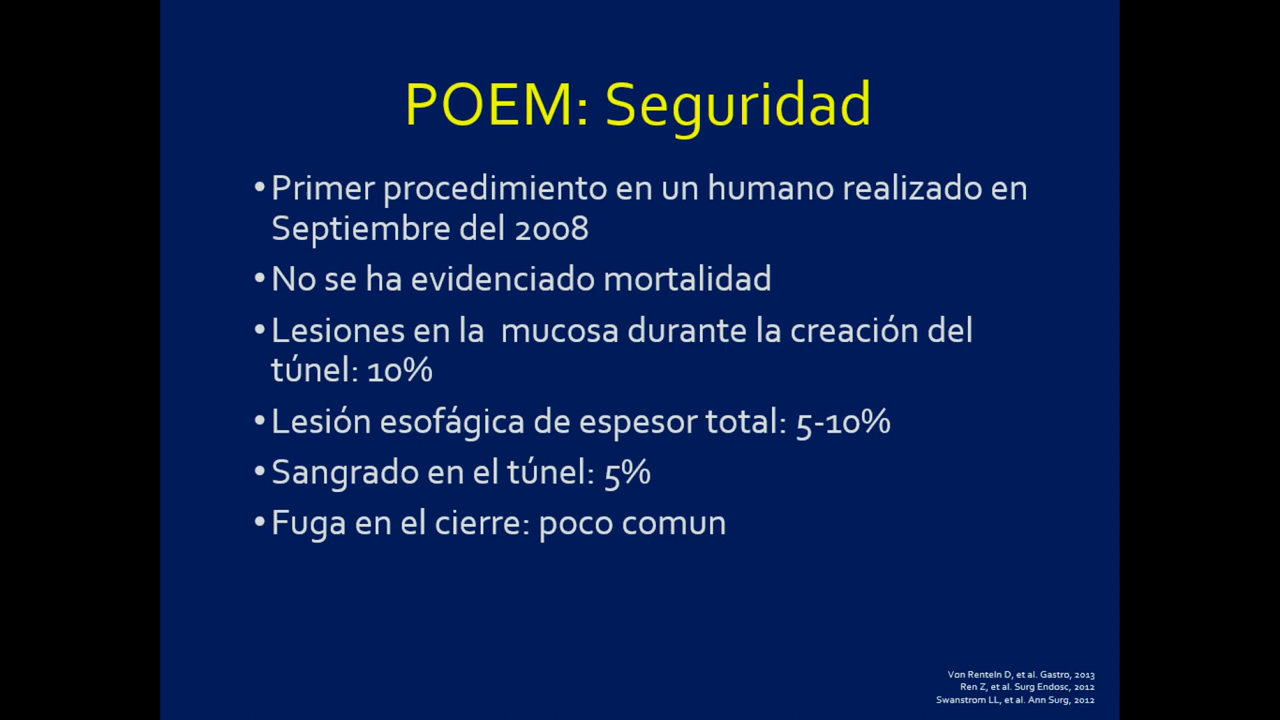 POEM: Seguridad
•Primer procedimiento en un humano realizado en
Septiembre del 2008
•No se ha evidenciado mortalidad
•Lesiones en la mucosa durante la creación del
túnel: 10%
•Lesión esofágica de espesor total: 5-10%
•Sangrado en el túnel: 5%
•Fuga en el cierre: poco comun
Von Renteln D, et al. Gastro, 2013
Ren Z, et al. Surg Endosc, 2012
Swanstrom LL, et al. Ann Surg, 2012